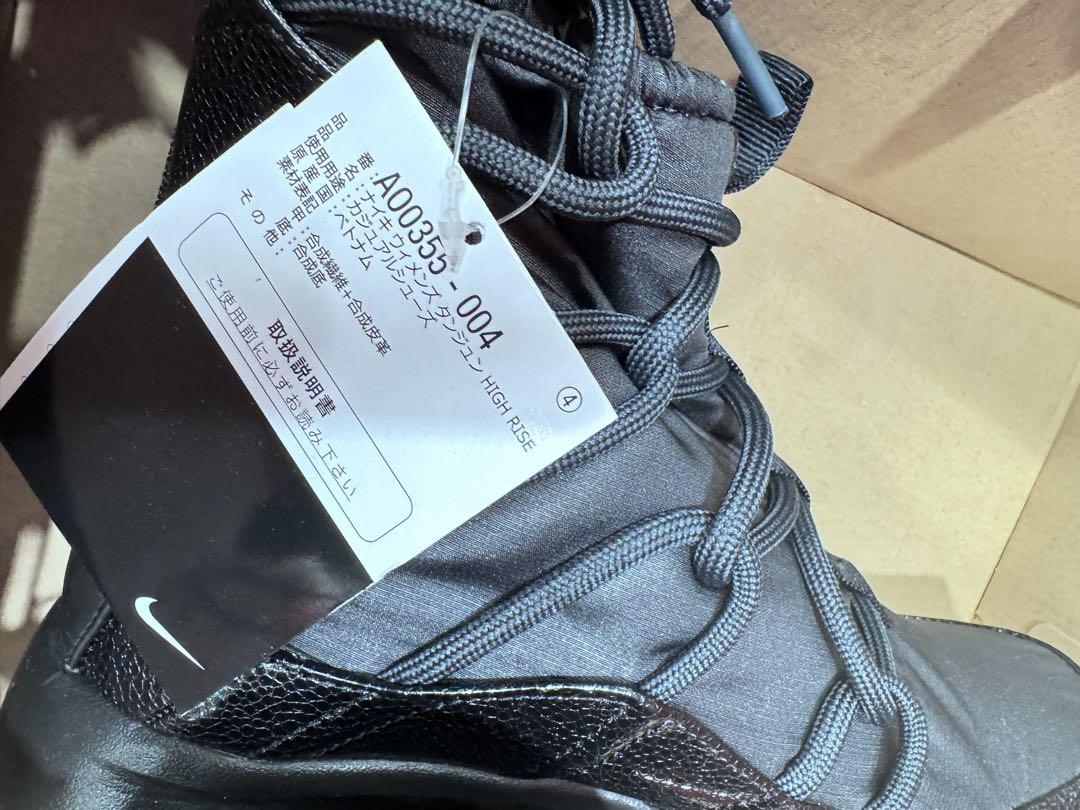 品番：AO0355-004
品名：ナイキ ウイメンズ タンジュン HIGH RISE
使用用途：カジュアルシューズ
原産国：ベトナム
素材表記 甲：合成繊維+合成皮革
底：合成底
その他：
④
取扱説明書
ご使用前に必ずお読み下さい